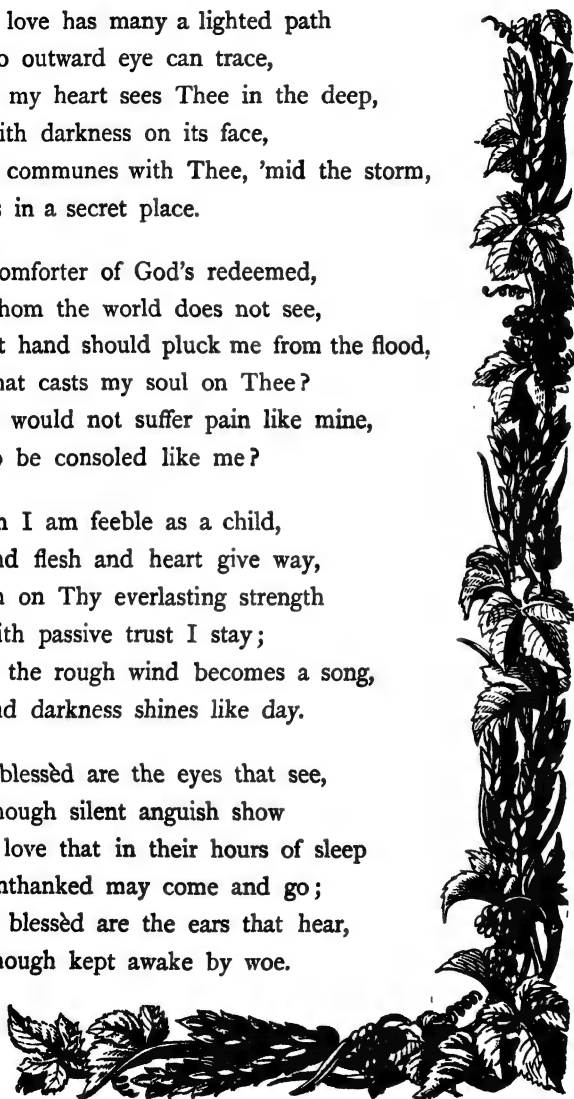 love has many a lighted path
o outward eye can trace,
my heart sees Thee in the deep,
ith darkness on its face,
communes with Thee, 'mid the storm,
s in a secret place.
omforter of God's redeemed,
hom the world does not see,
t hand should pluck me from the flood,
hat casts my soul on Thee?
would not suffer pain like mine,
o be consoled like me?
n I am feeble as a child,
nd flesh and heart give way,
n on Thy everlasting strength
ith passive trust I stay;
the rough wind becomes a song,
nd darkness shines like day.
blessèd are the eyes that see,
hough silent anguish show
love that in their hours of sleep
nthanked may come and go;
blessèd are the ears that hear,
hough kept awake by woe.